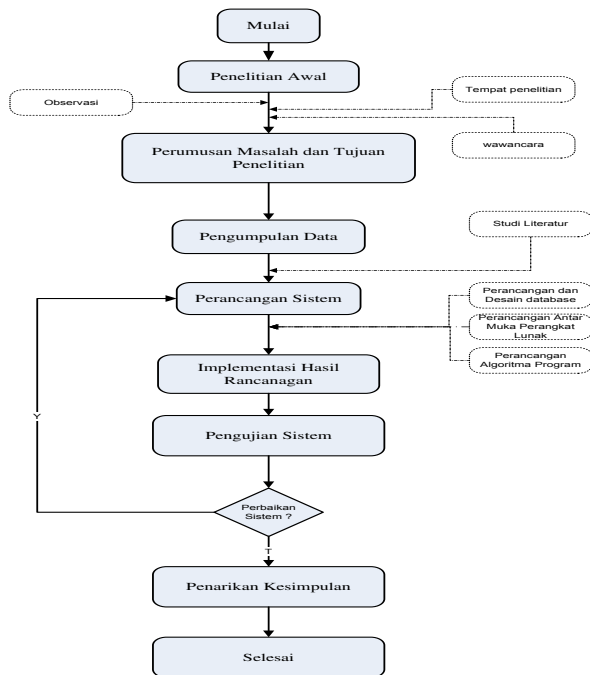 Mulai
Penelitian Awal
Observasi
Tempat penelitian
wawancara
Perumusan Masalah dan Tujuan
Penelitian
Pengumpulan Data
Studi Literatur
Perancangan Sistem
Perancangan dan
Desain database
Perancangan Antar
Muka Perangkat
Lunak
Perancangan
Algoritma Program
Implementasi Hasil
Rancanagan
Pengujian Sistem
Y
Perbaikan
Sistem ?
T
Penarikan Kesimpulan
Selesai